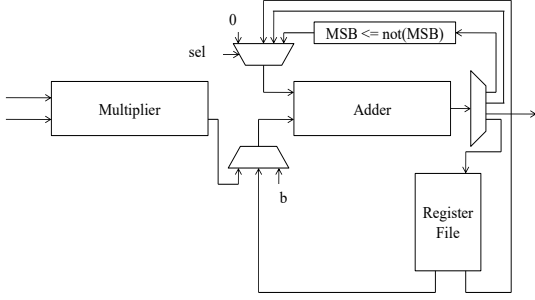 0
MSB <= not(MSB)
sel
Multiplier
Adder
b
Register
File